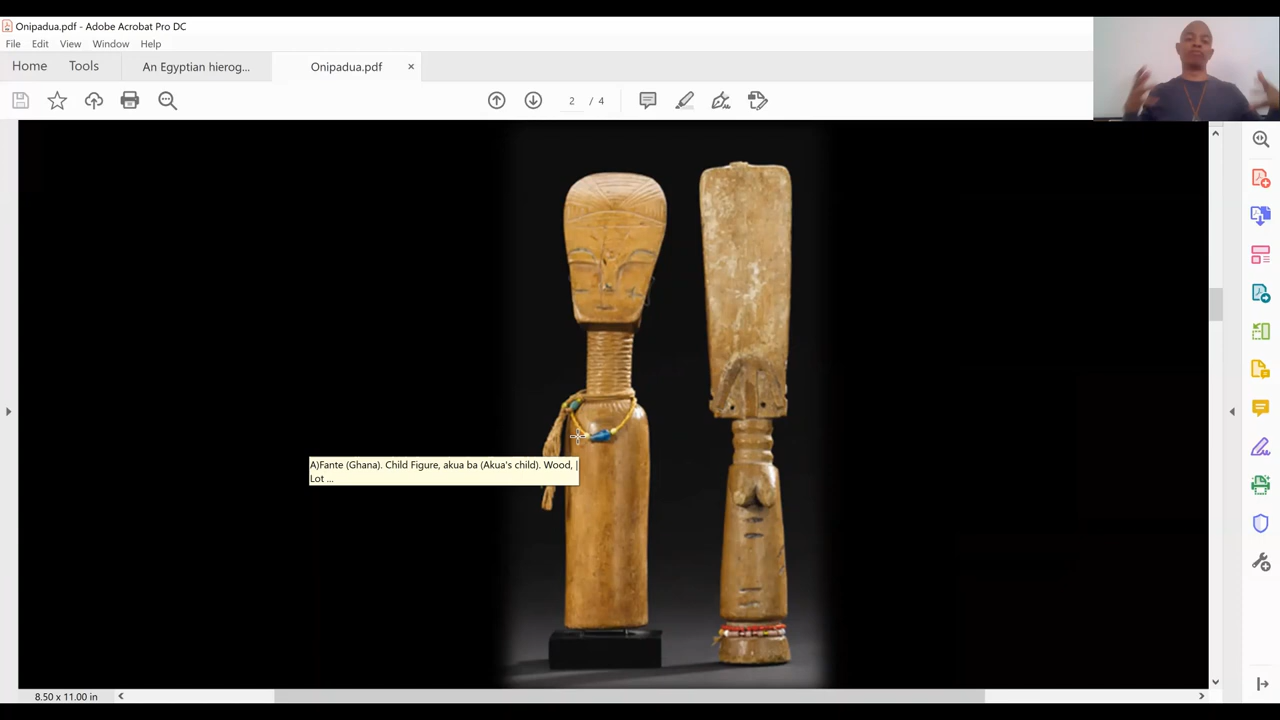 Onipadua.pdf - Adobe Acrobat Pro DC
File Edit View Window Help
Home Tools An Egyptian hierog... Onipadua.pdf ×
2 / 4
A)Fante (Ghana). Child Figure, akua ba (Akua's child). Wood, |
Lot ...
8.50 x 11.00 in